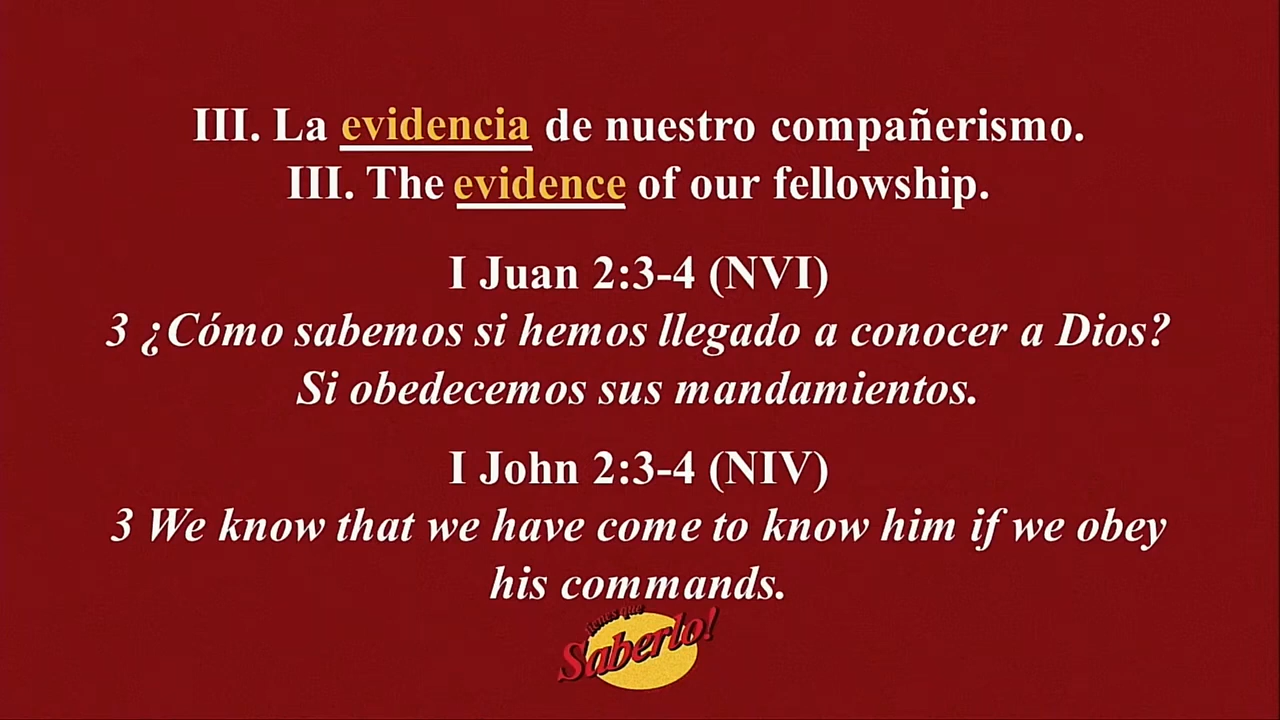 III. La evidencia de nuestro compañerismo.
III. The evidence of our fellowship.
I Juan 2:3-4 (NVI)
3 ¿Cómo sabemos si hemos llegado a conocer a Dios?
Si obedecemos sus mandamientos.
I John 2:3-4 (NIV)
3 We know that we have come to know him if we obey
his commands.
tienes que
Saberlo!